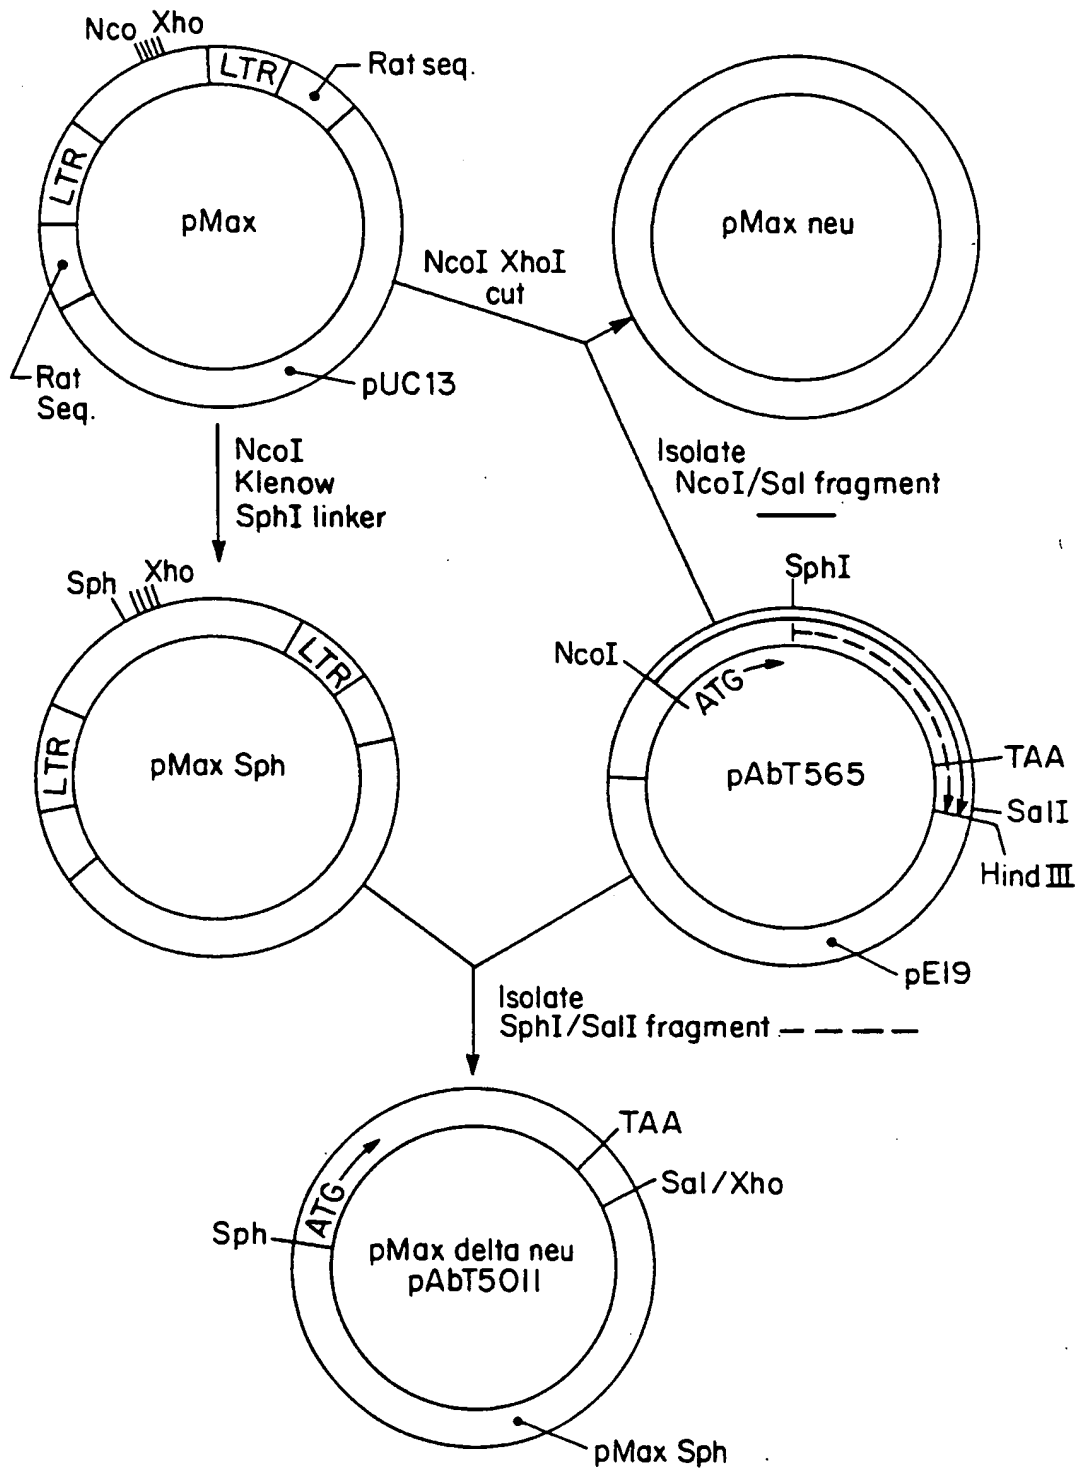 Nco Xho
LTR
Rat seq.
LTR
pMax
pMax neu
NcoI XhoI
cut
Rat
Seq.
pUC13
NcoI
Klenow
SphI linker
Isolate
NcoI/Sal fragment
Sph Xho
LTR
LTR
pMax Sph
SphI
NcoI
ATG
pAbT565
TAA
SalI
Hind III
pE19
Isolate
SphI/SalI fragment
TAA
ATG
Sal/Xho
Sph
pMax delta neu
pAbT5011
pMax Sph